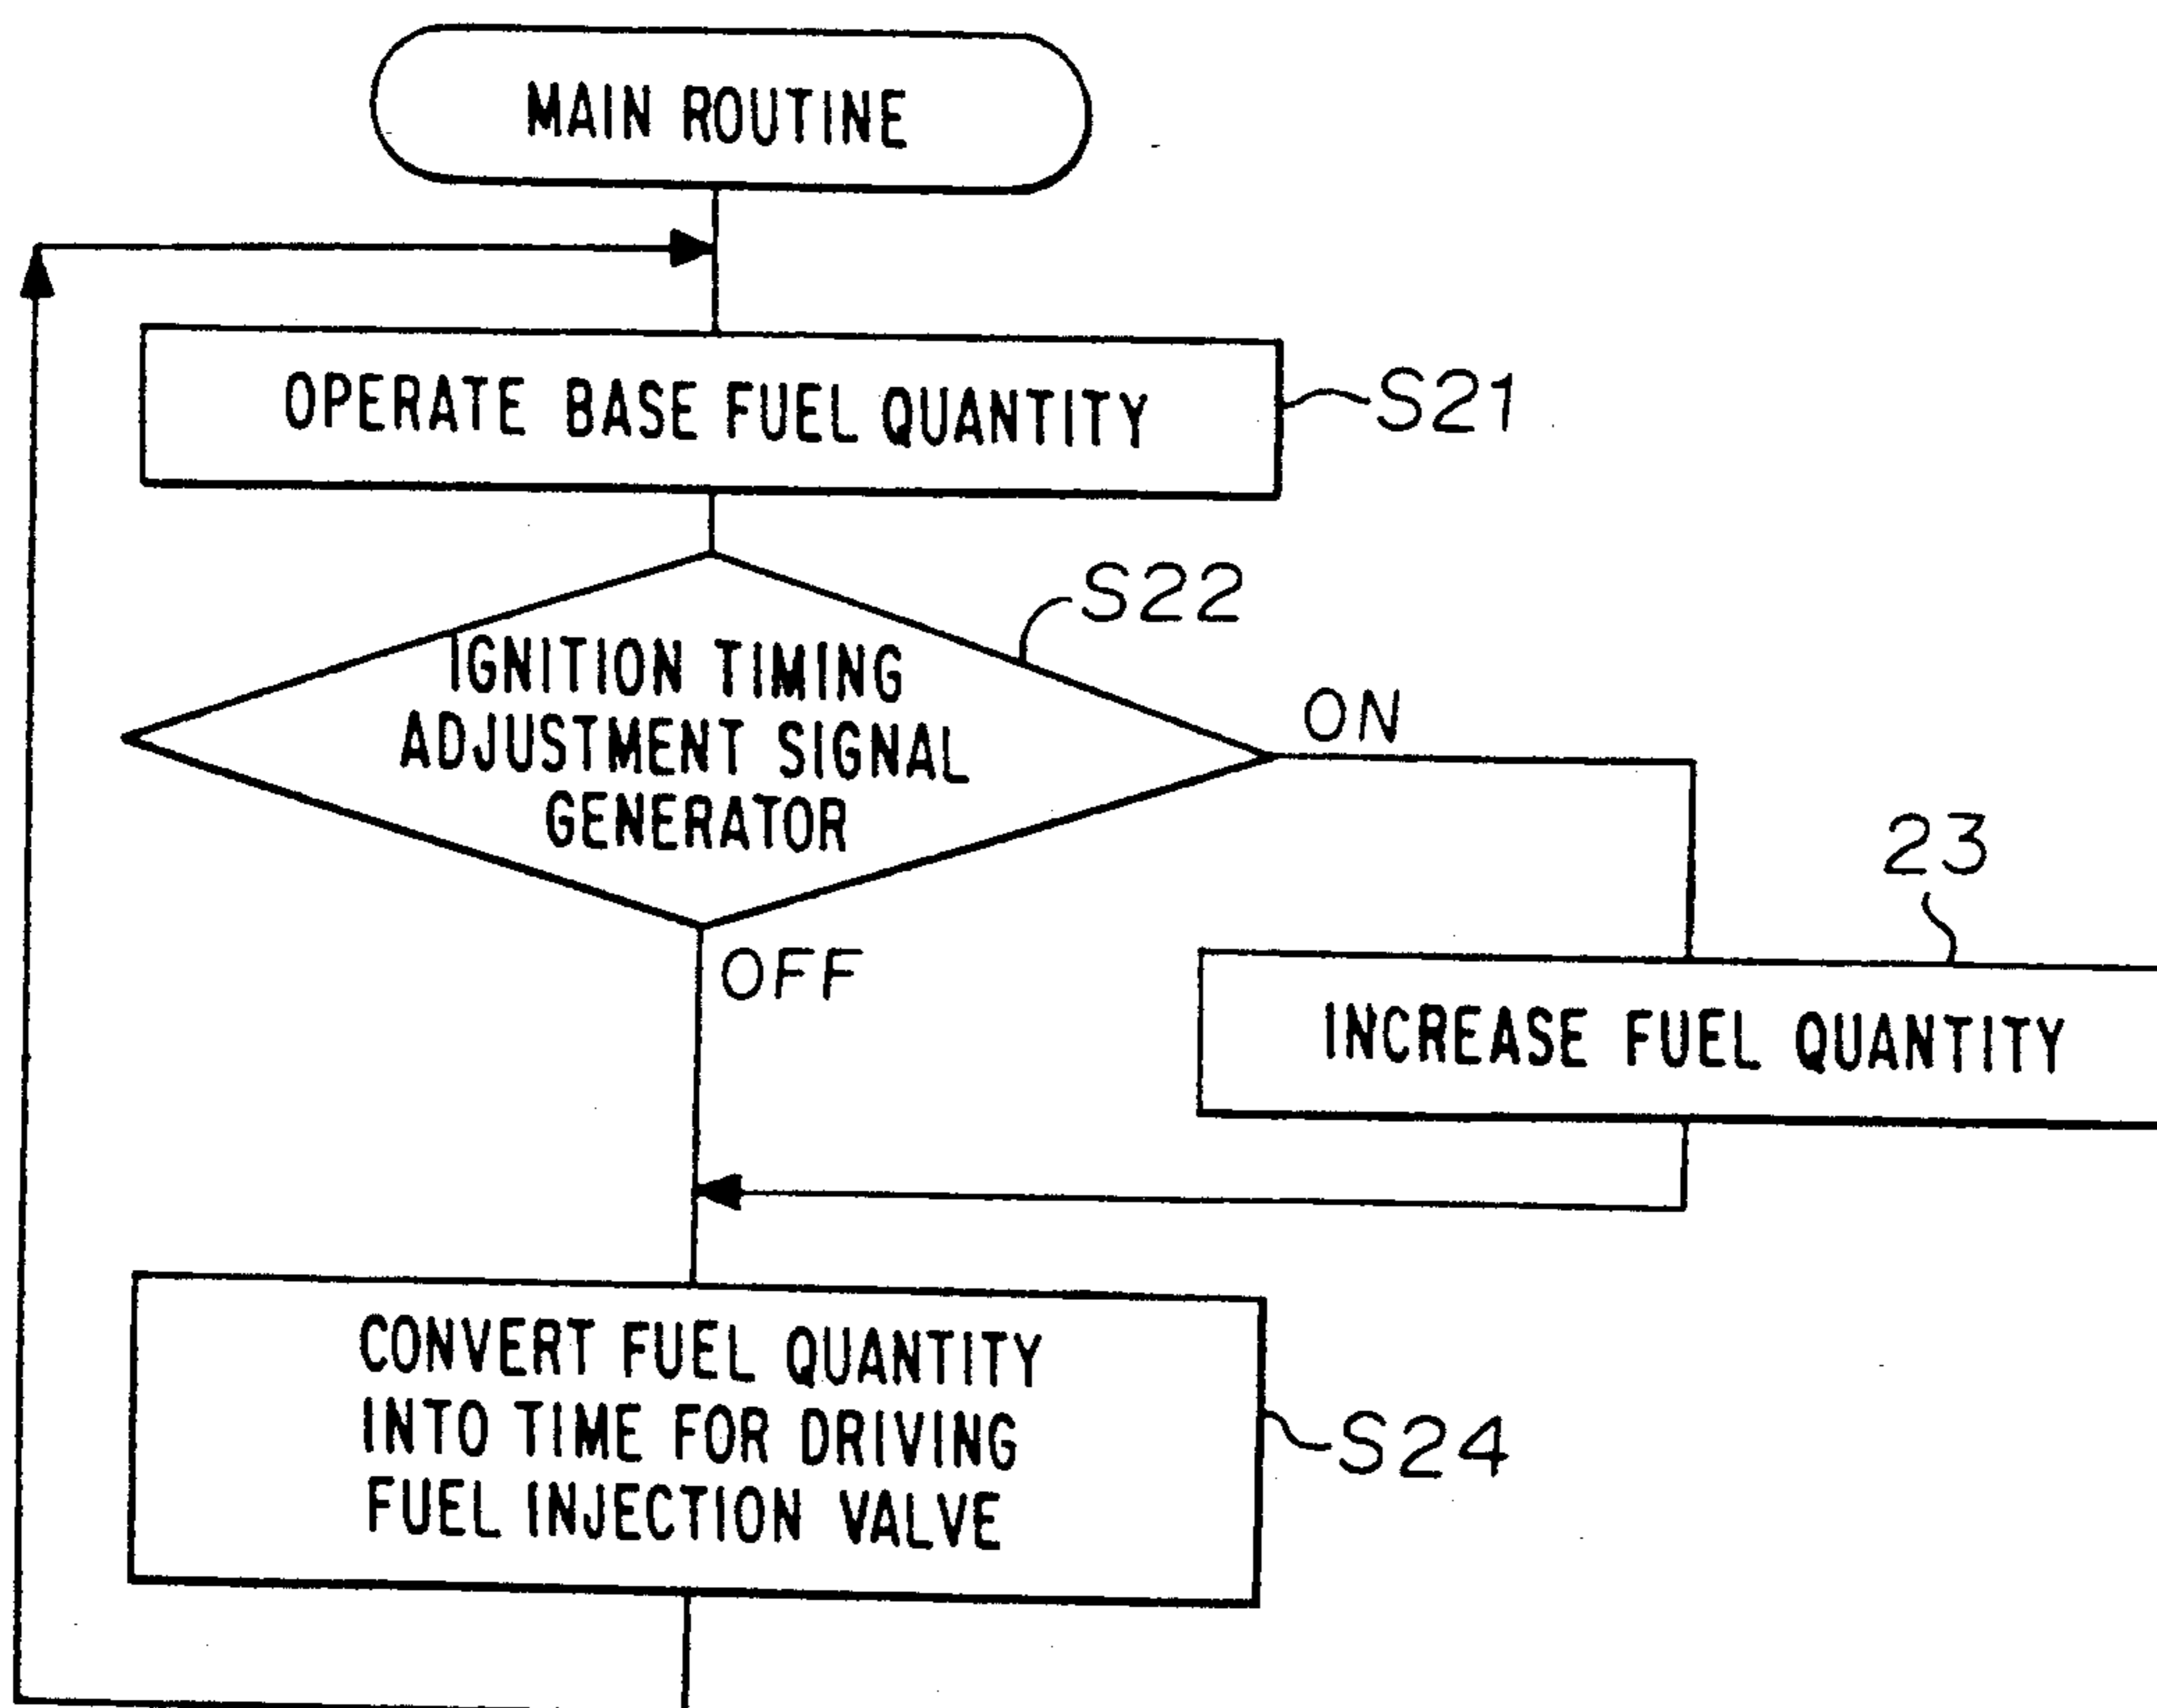 MAIN ROUTINE
OPERATE BASE FUEL QUANTITY
S21
S22
IGNITION TIMING
ADJUSTMENT SIGNAL
GENERATOR
ON
OFF
23
INCREASE FUEL QUANTITY
CONVERT FUEL QUANTITY
INTO TIME FOR DRIVING
FUEL INJECTION VALVE
S24